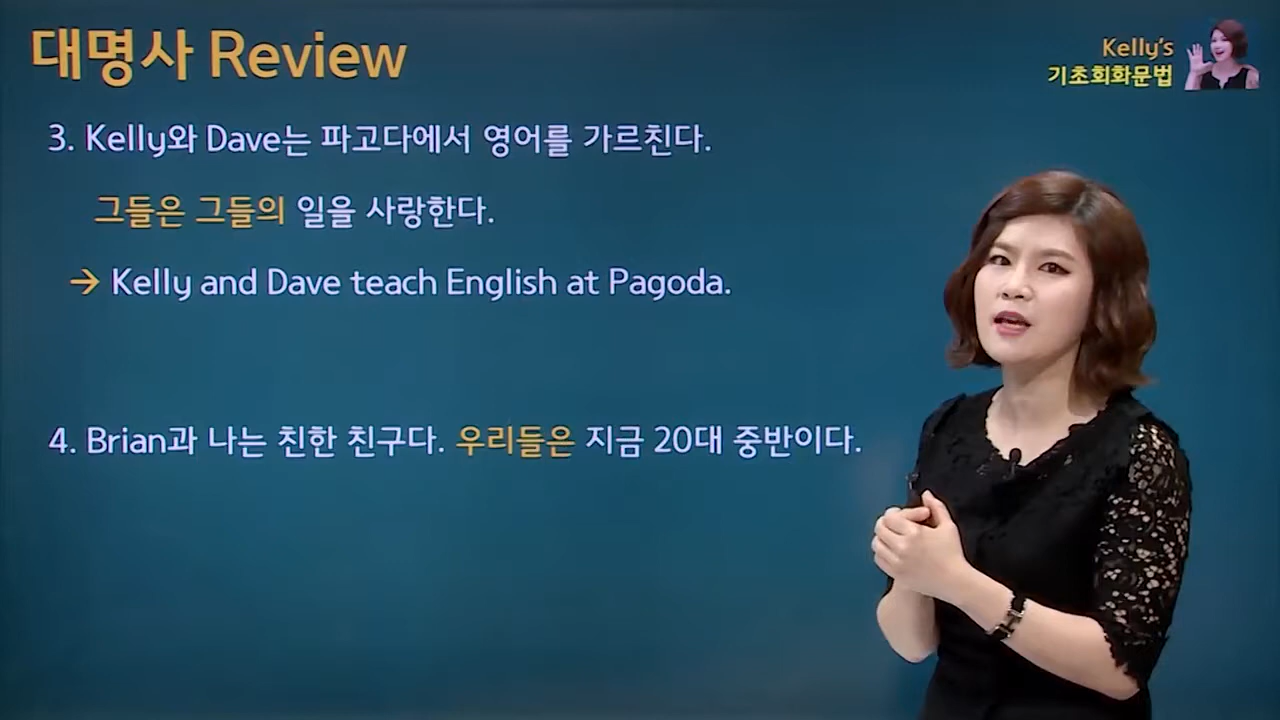 대명사 Review
Kelly's
기초회화문법
3. Kelly와 Dave는 파고다에서 영어를 가르친다.
그들은 그들의 일을 사랑한다.
→ Kelly and Dave teach English at Pagoda.
4. Brian과 나는 친한 친구다. 우리들은 지금 20대 중반이다.